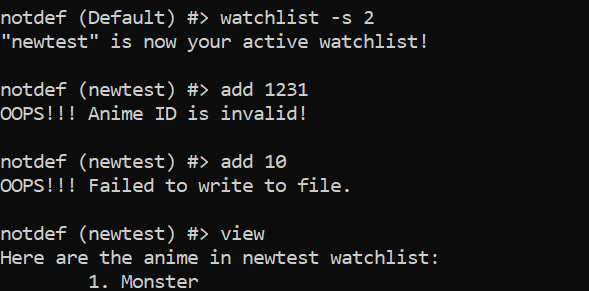 notdef (Default) #> watchlist -s 2
"newtest" is now your active watchlist!
notdef (newtest) #> add 1231
OOPS!!! Anime ID is invalid!
notdef (newtest) #> add 10
OOPS!!! Failed to write to file.
notdef (newtest) #> view
Here are the anime in newtest watchlist:
1. Monster